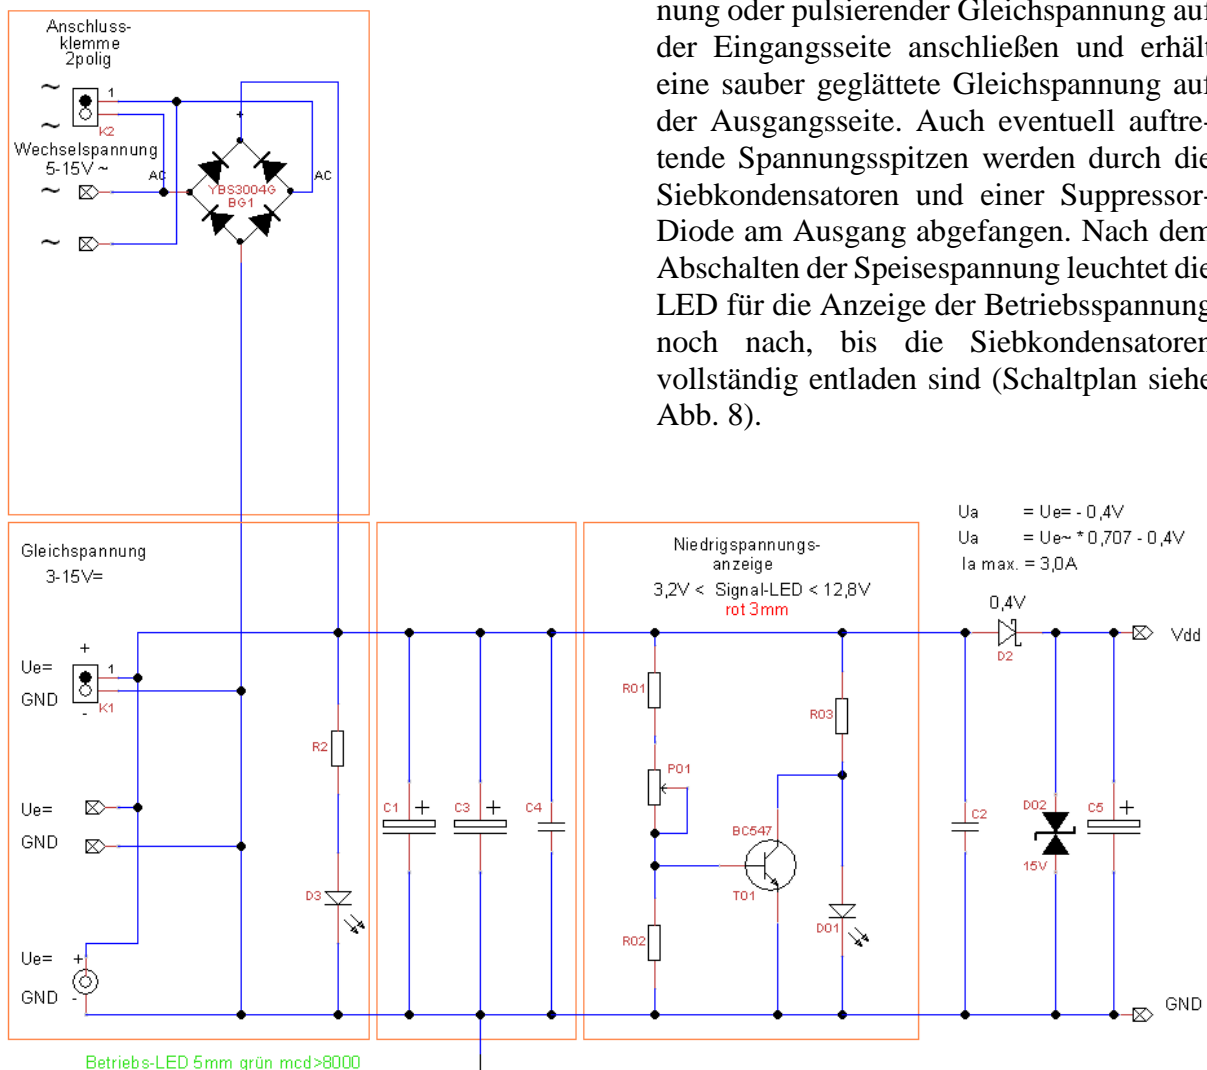 nung oder pulsierender Gleichspannung auf
der Eingangsseite anschließen und erhält
eine sauber geglättete Gleichspannung auf
der Ausgangsseite. Auch eventuell auftre-
tende Spannungsspitzen werden durch die
Siebkondensatoren und einer Suppressor-
Diode am Ausgang abgefangen. Nach dem
Abschalten der Speisespannung leuchtet die
LED für die Anzeige der Betriebsspannung
noch nach, bis die Siebkondensatoren
vollständig entladen sind (Schaltplan siehe
Abb. 8).
Anschluss-
klemme
2polig
~
1
~
K2
Wechselspannung
5-15V ~
AC
AC
+
~
~
YBS3004G
BG1
Gleichspannung
3-15V=
+
Ue=
1
GND
-
K1
Ue=
GND
Ue=
+
GND
-
R2
D3
Betriebs-LED 5mm grün mcd>8000
C1
+
C3
+
C4
Niedrigspannungs-
anzeige
3,2V < Signal-LED < 12,8V
rot 3mm
R01
P01
R02
BC547
T01
R03
D01
Ua = Ue= - 0,4V
Ua = Ue~ * 0,707 - 0,4V
Ia max. = 3,0A
0,4V
D2
Vdd
C2
D02
15V
C5
+
GND